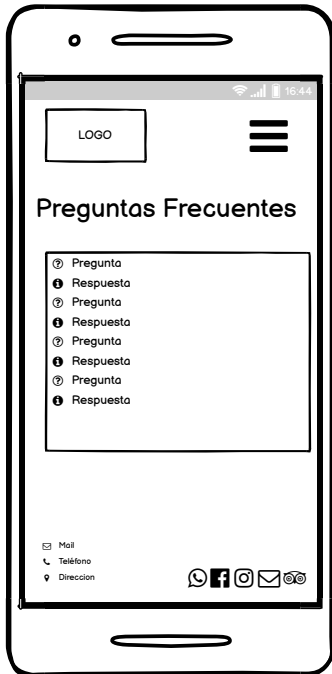 16:44
LOGO
Preguntas Frecuentes
Pregunta
Respuesta
Pregunta
Respuesta
Pregunta
Respuesta
Pregunta
Respuesta
Mail
Teléfono
Direccion